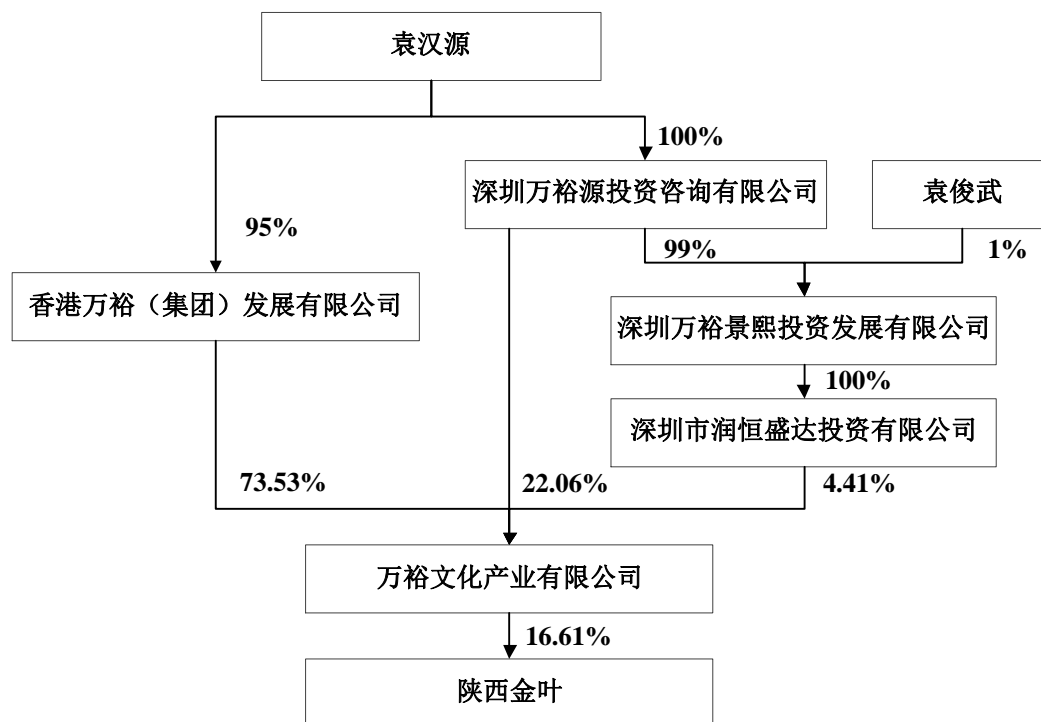 袁汉源
100%
深圳万裕源投资咨询有限公司
袁俊武
95%
99%
1%
香港万裕（集团）发展有限公司
深圳万裕景熙投资发展有限公司
100%
深圳市润恒盛达投资有限公司
73.53%
22.06%
4.41%
万裕文化产业有限公司
16.61%
陕西金叶